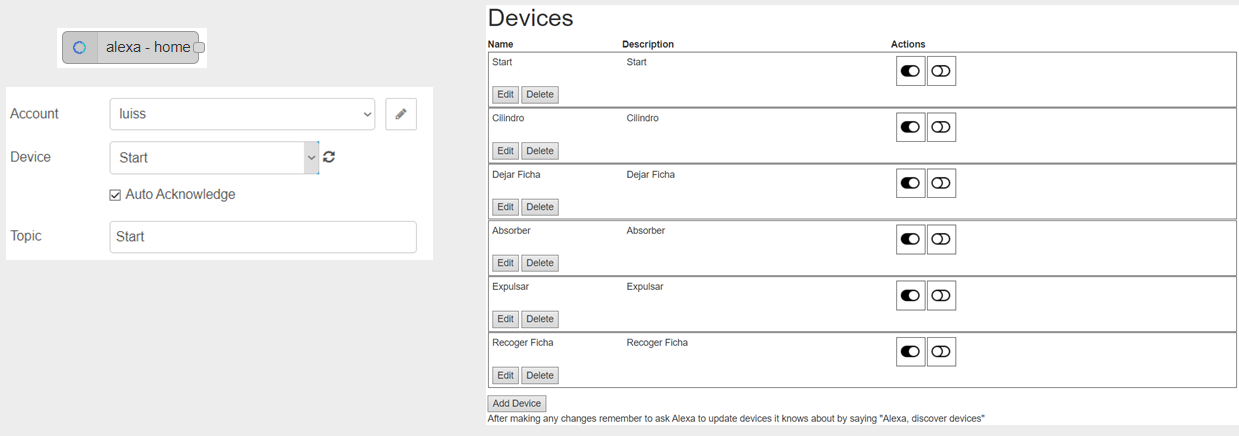 alexa - home
Account
luiss
Device
Start
Auto Acknowledge
Topic
Start
Devices
Name Description Actions
Start Start
Edit Delete
Cilindro Cilindro
Edit Delete
Dejar Ficha Dejar Ficha
Edit Delete
Absorber Absorber
Edit Delete
Expulsar Expulsar
Edit Delete
Recoger Ficha Recoger Ficha
Edit Delete
Add Device
After making any changes remember to ask Alexa to update devices it knows about by saying "Alexa, discover devices"